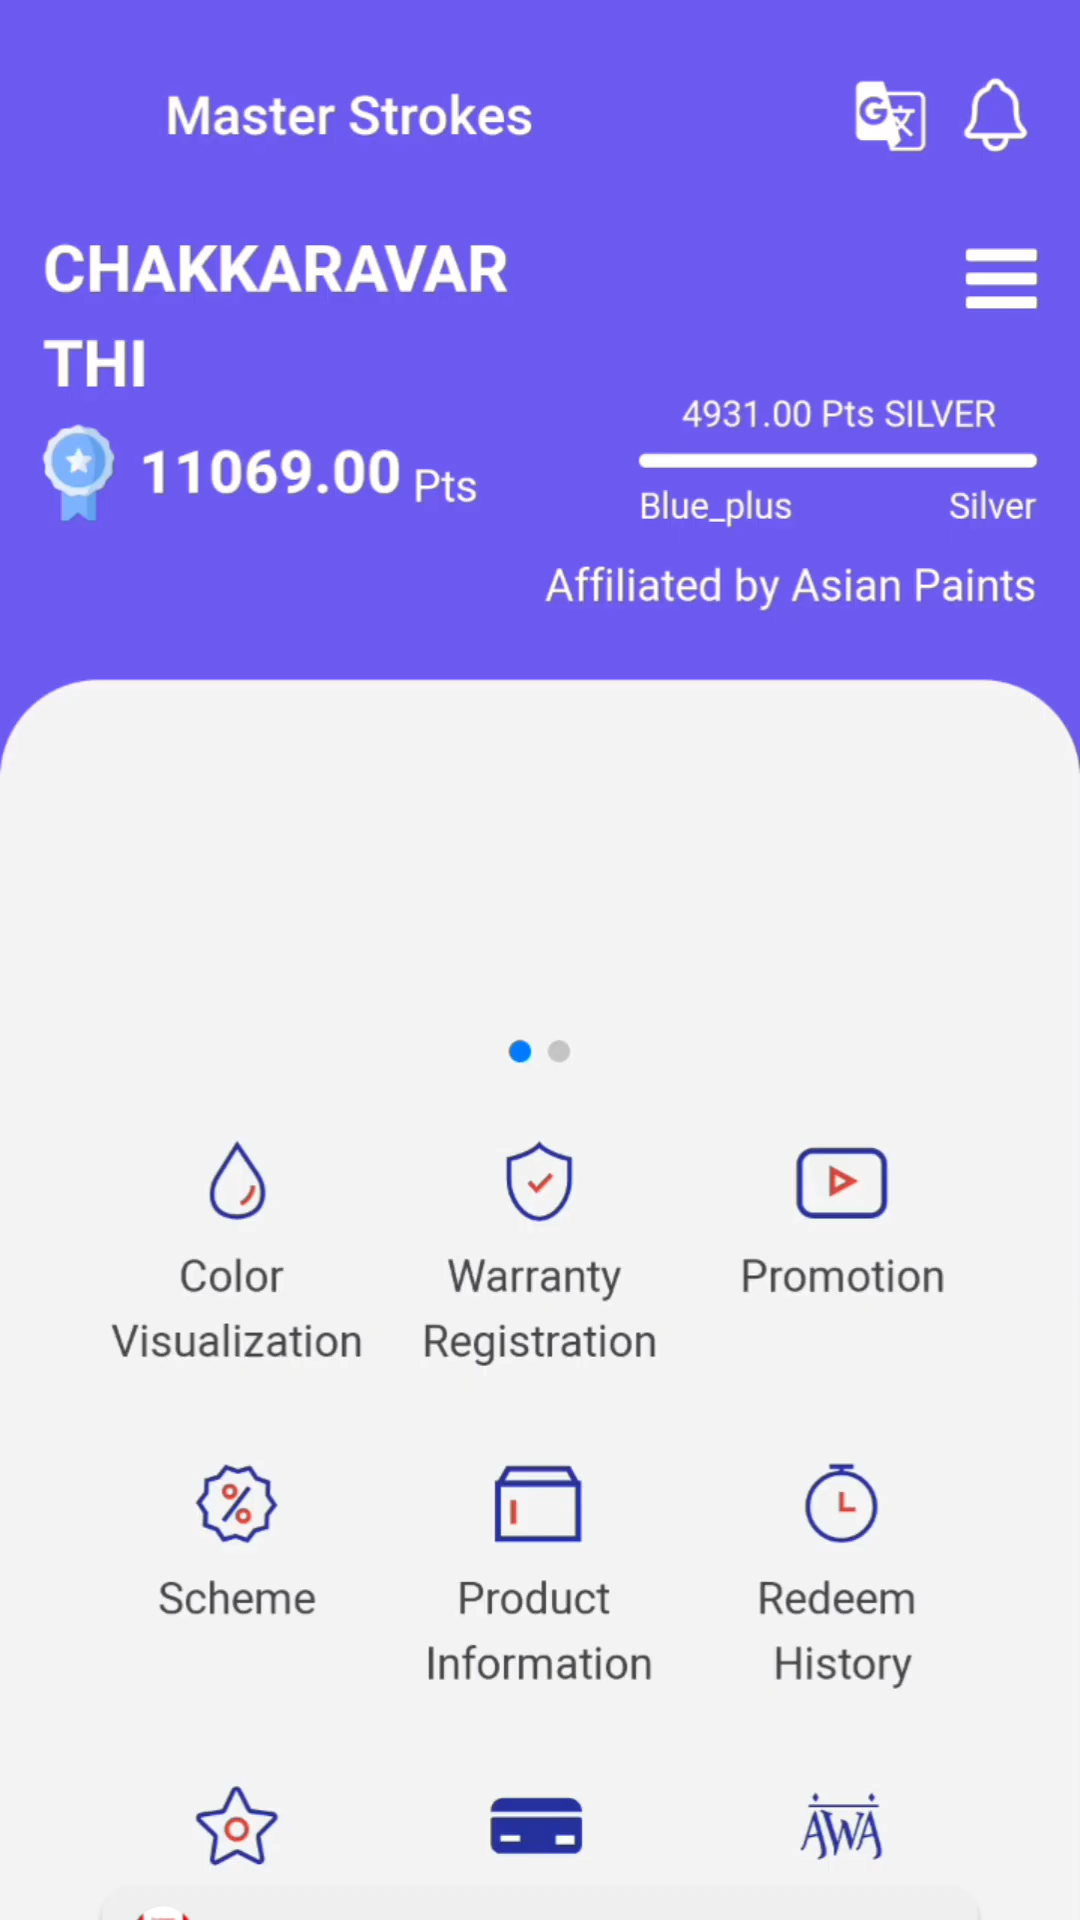 Master Strokes
CHAKKARAVAR
THI
4931.00 Pts SILVER
11069.00 Pts
Blue_plus Silver
Affiliated by Asian Paints
Color
Visualization
Warranty
Registration
Promotion
Scheme
Product
Information
Redeem
History
AWA